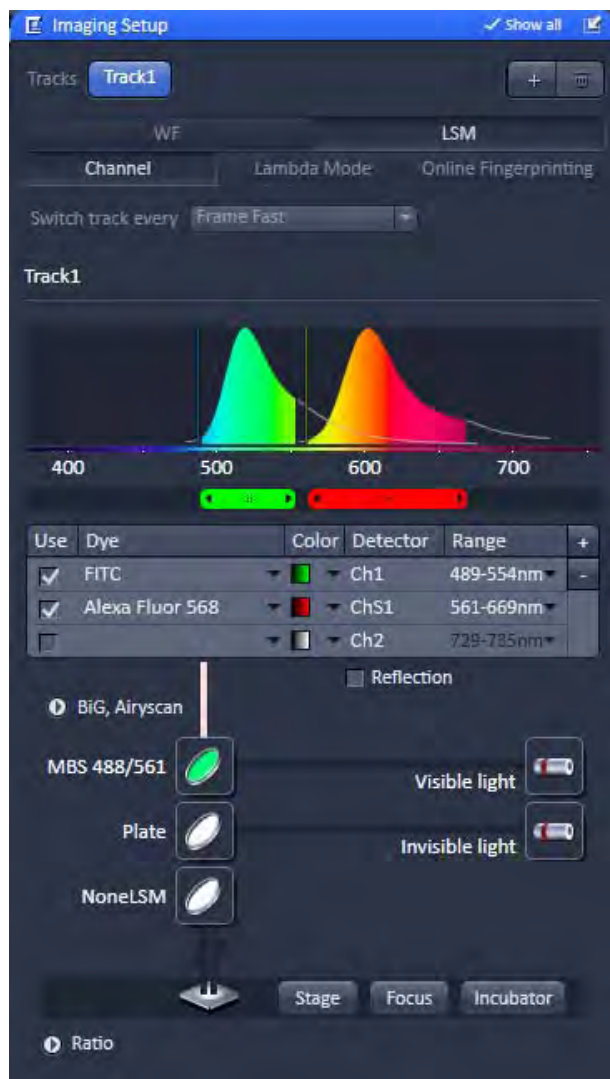 Imaging Setup Show all
Tracks Track1 +
WF LSM
Channel Lambda Mode Online Fingerprinting
Switch track every Frame Fast
Track1
400 500 600 700
Use Dye Color Detector Range +
FITC Ch1 489-554nm -
Alexa Fluor 568 ChS1 561-669nm
Ch2 729-735nm
Reflection
BiG, Airyscan
MBS 488/561
Visible light
Plate
Invisible light
NoneLSM
Stage Focus Incubator
Ratio